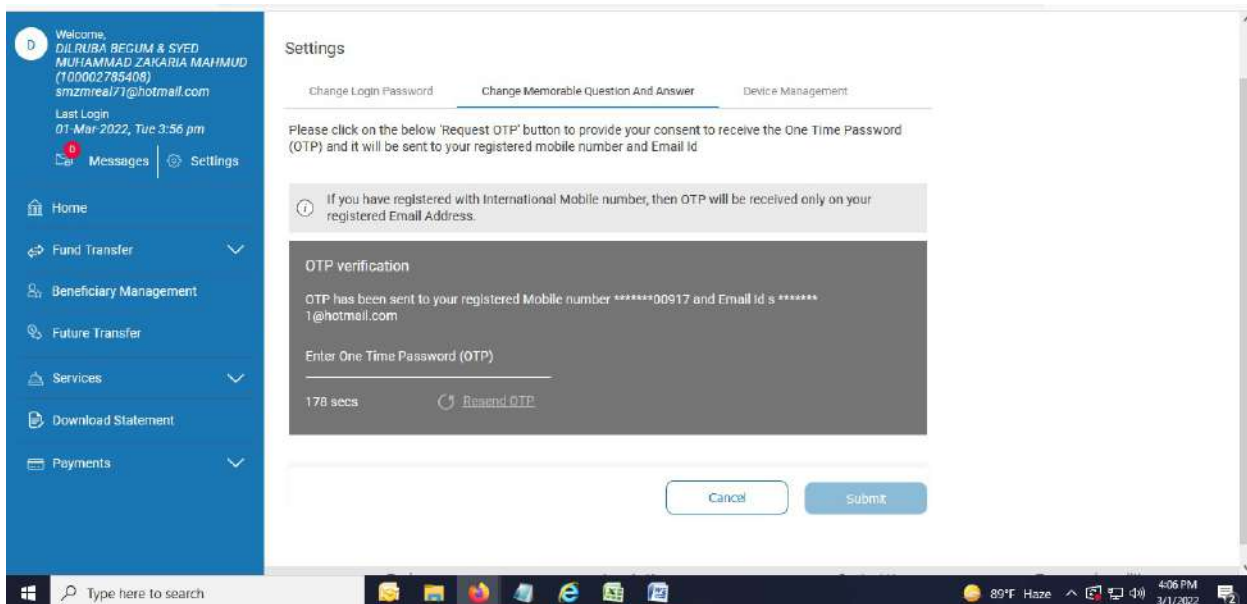 D
Welcome,
DILRUBA BEGUM & SYED
MUHAMMAD ZAKARIA MAHMUD
(100002785408)
smzmreal71@hotmail.com
Last Login
01-Mar-2022, Tue 3:56 pm
0
Messages
Settings
Home
Fund Transfer
Beneficiary Management
Future Transfer
Services
Download Statement
Payments
Settings
Change Login Password
Change Memorable Question And Answer
Device Management
Please click on the below 'Request OTP' button to provide your consent to receive the One Time Password
(OTP) and it will be sent to your registered mobile number and Email Id
If you have registered with International Mobile number, then OTP will be received only on your
registered Email Address.
OTP verification
OTP has been sent to your registered Mobile number *******00917 and Email Id s *******
1@hotmail.com
Enter One Time Password (OTP)
178 secs
Resend OTP
Cancel
Submit
Type here to search
89°F Haze
4:06 PM
3/1/2022
2